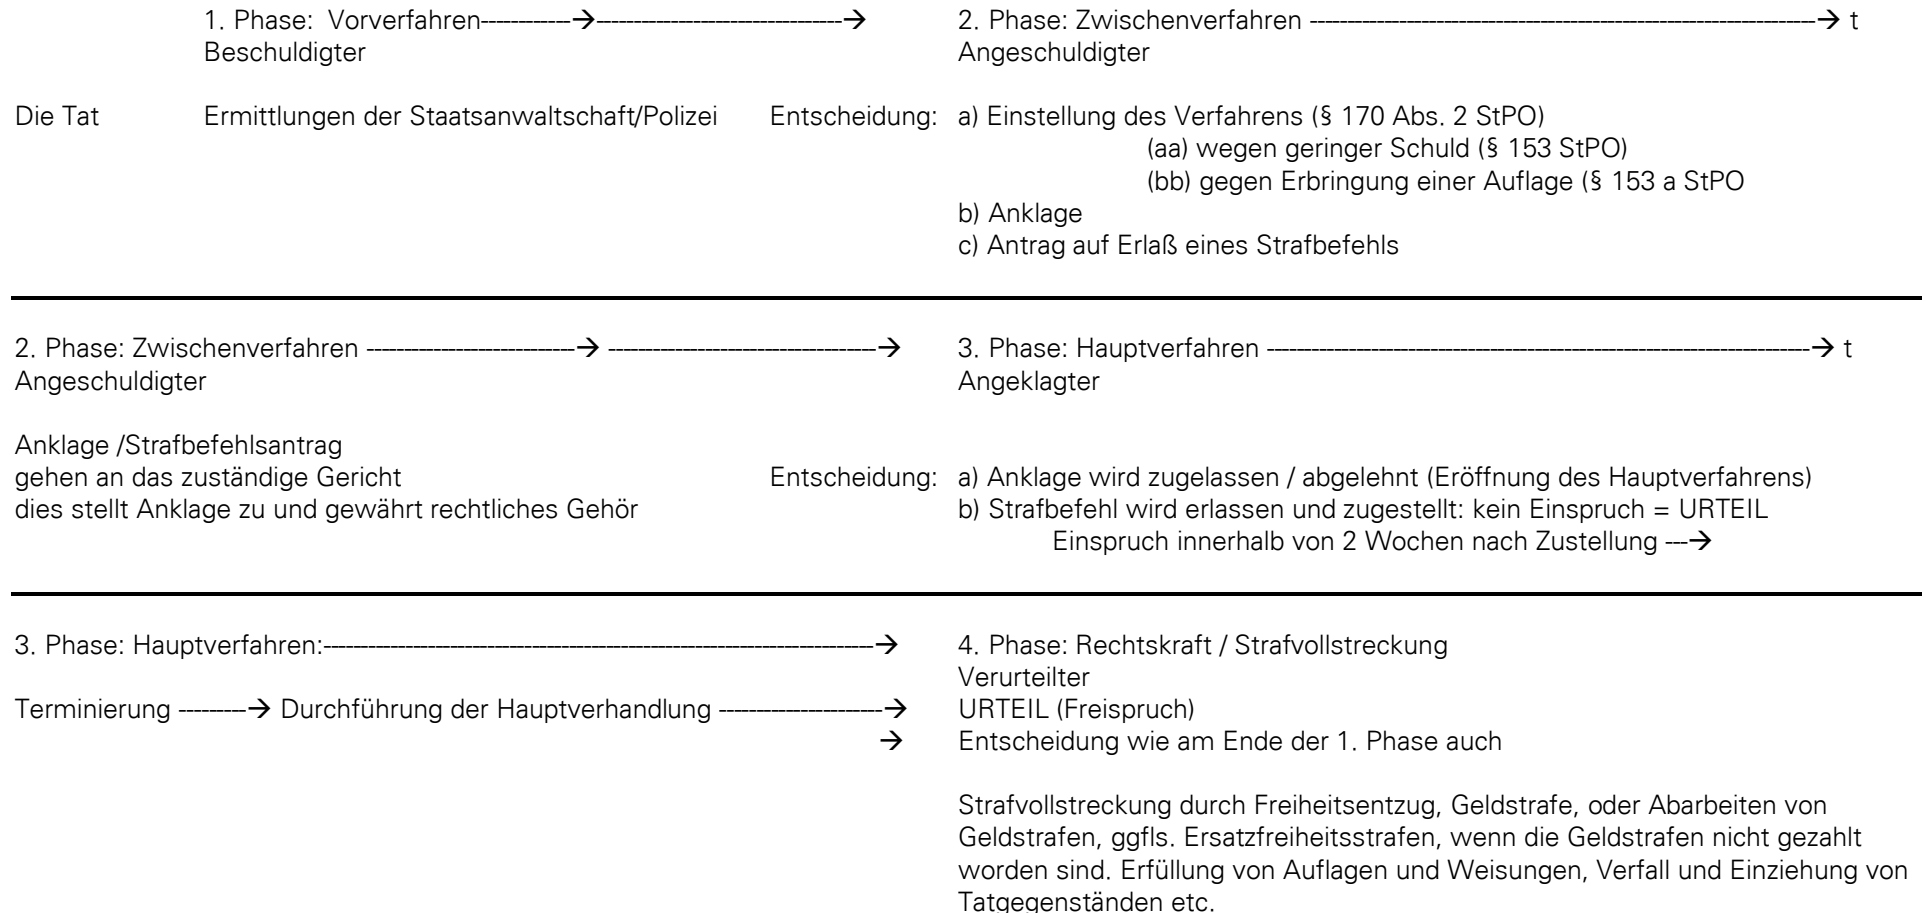 1. Phase:  Vorverfahren------------→---------------------------------→ 2. Phase: Zwischenverfahren --------------------------------------------------------------------→ t
Beschuldigter Angeschuldigter
Die Tat Ermittlungen der Staatsanwaltschaft/Polizei Entscheidung: a) Einstellung des Verfahrens (§ 170 Abs. 2 StPO)
(aa) wegen geringer Schuld (§ 153 StPO)
(bb) gegen Erbringung einer Auflage (§ 153 a StPO
b) Anklage
c) Antrag auf Erlaß eines Strafbefehls
2. Phase: Zwischenverfahren ----------------------------→ ------------------------------------→ 3. Phase: Hauptverfahren -------------------------------------------------------------------------→ t
Angeschuldigter Angeklagter
Anklage /Strafbefehlsantrag
gehen an das zuständige Gericht Entscheidung: a) Anklage wird zugelassen / abgelehnt (Eröffnung des Hauptverfahrens)
dies stellt Anklage zu und gewährt rechtliches Gehör b) Strafbefehl wird erlassen und zugestellt: kein Einspruch = URTEIL
Einspruch innerhalb von 2 Wochen nach Zustellung ---→
3. Phase: Hauptverfahren:--------------------------------------------------------------------------→ 4. Phase: Rechtskraft / Strafvollstreckung
Verurteilter
Terminierung ---------→ Durchführung der Hauptverhandlung ----------------------→ URTEIL (Freispruch)
→ Entscheidung wie am Ende der 1. Phase auch
Strafvollstreckung durch Freiheitsentzug, Geldstrafe, oder Abarbeiten von
Geldstrafen, ggfls. Ersatzfreiheitsstrafen, wenn die Geldstrafen nicht gezahlt
worden sind. Erfüllung von Auflagen und Weisungen, Verfall und Einziehung von
Tatgegenständen etc.